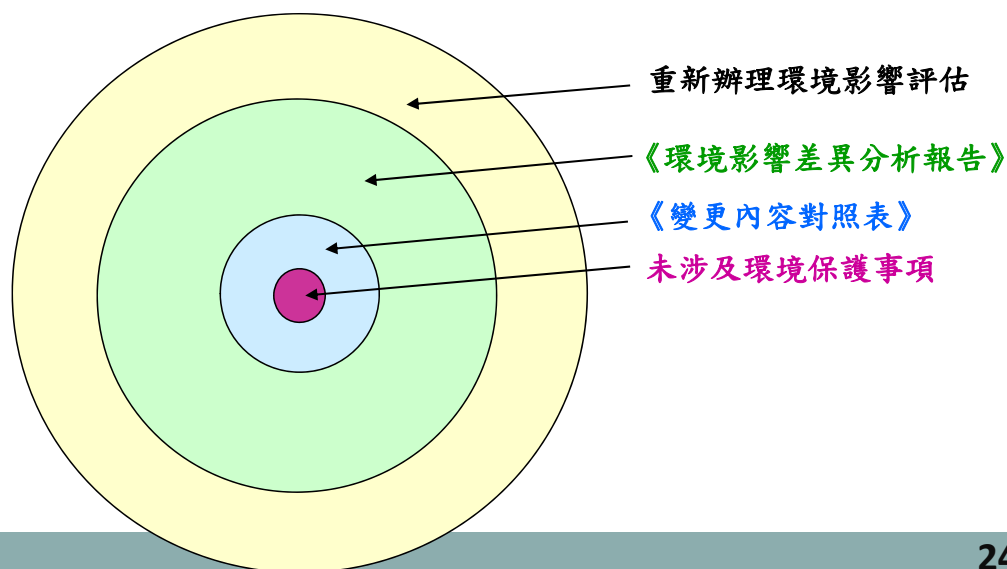 重新辦理環境影響評估
《環境影響差異分析報告》
《變更內容對照表》
未涉及環境保護事項
24